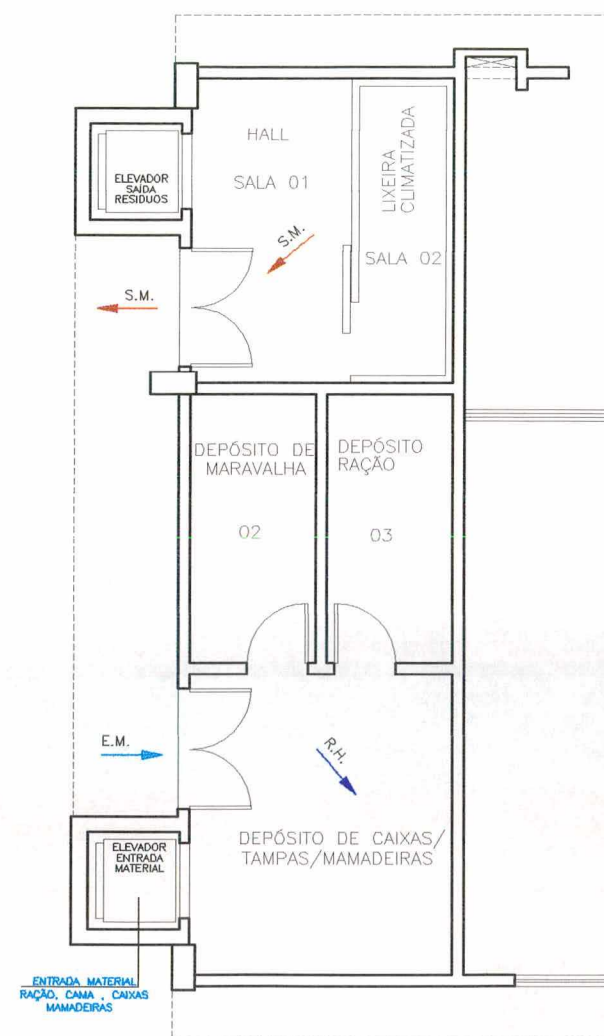 HALL
ELEVADOR
SAÍDA
RESIDUOS
SALA 01
LIXEIRA
CLIMATIZADA
S.M.
SALA 02
S.M.
DEPÓSITO DE
MARAVALHA
DEPÓSITO
RAÇÃO
02
03
E.M.
R.H.
DEPÓSITO DE CAIXAS/
TAMPAS/MAMADEIRAS
ELEVADOR
ENTRADA
MATERIAL
ENTRADA MATERIAL
RAÇÃO, CAMA , CAIXAS
MAMADEIRAS